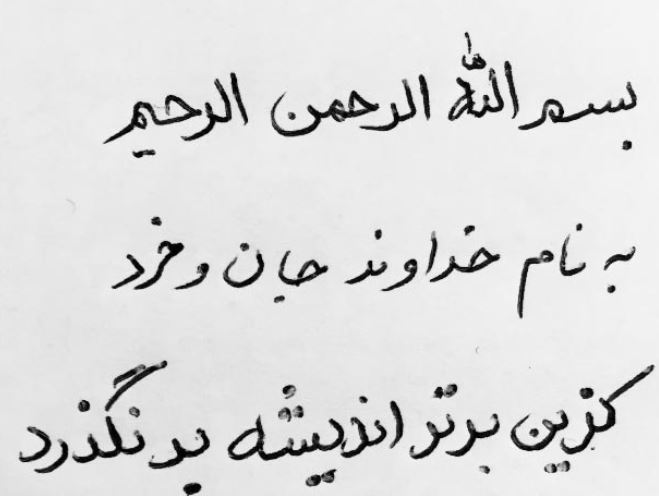 بسم الله الرحمن الرحیم
به نام خداوند جان و خرد
کزین برتر اندیشه بر نگذرد